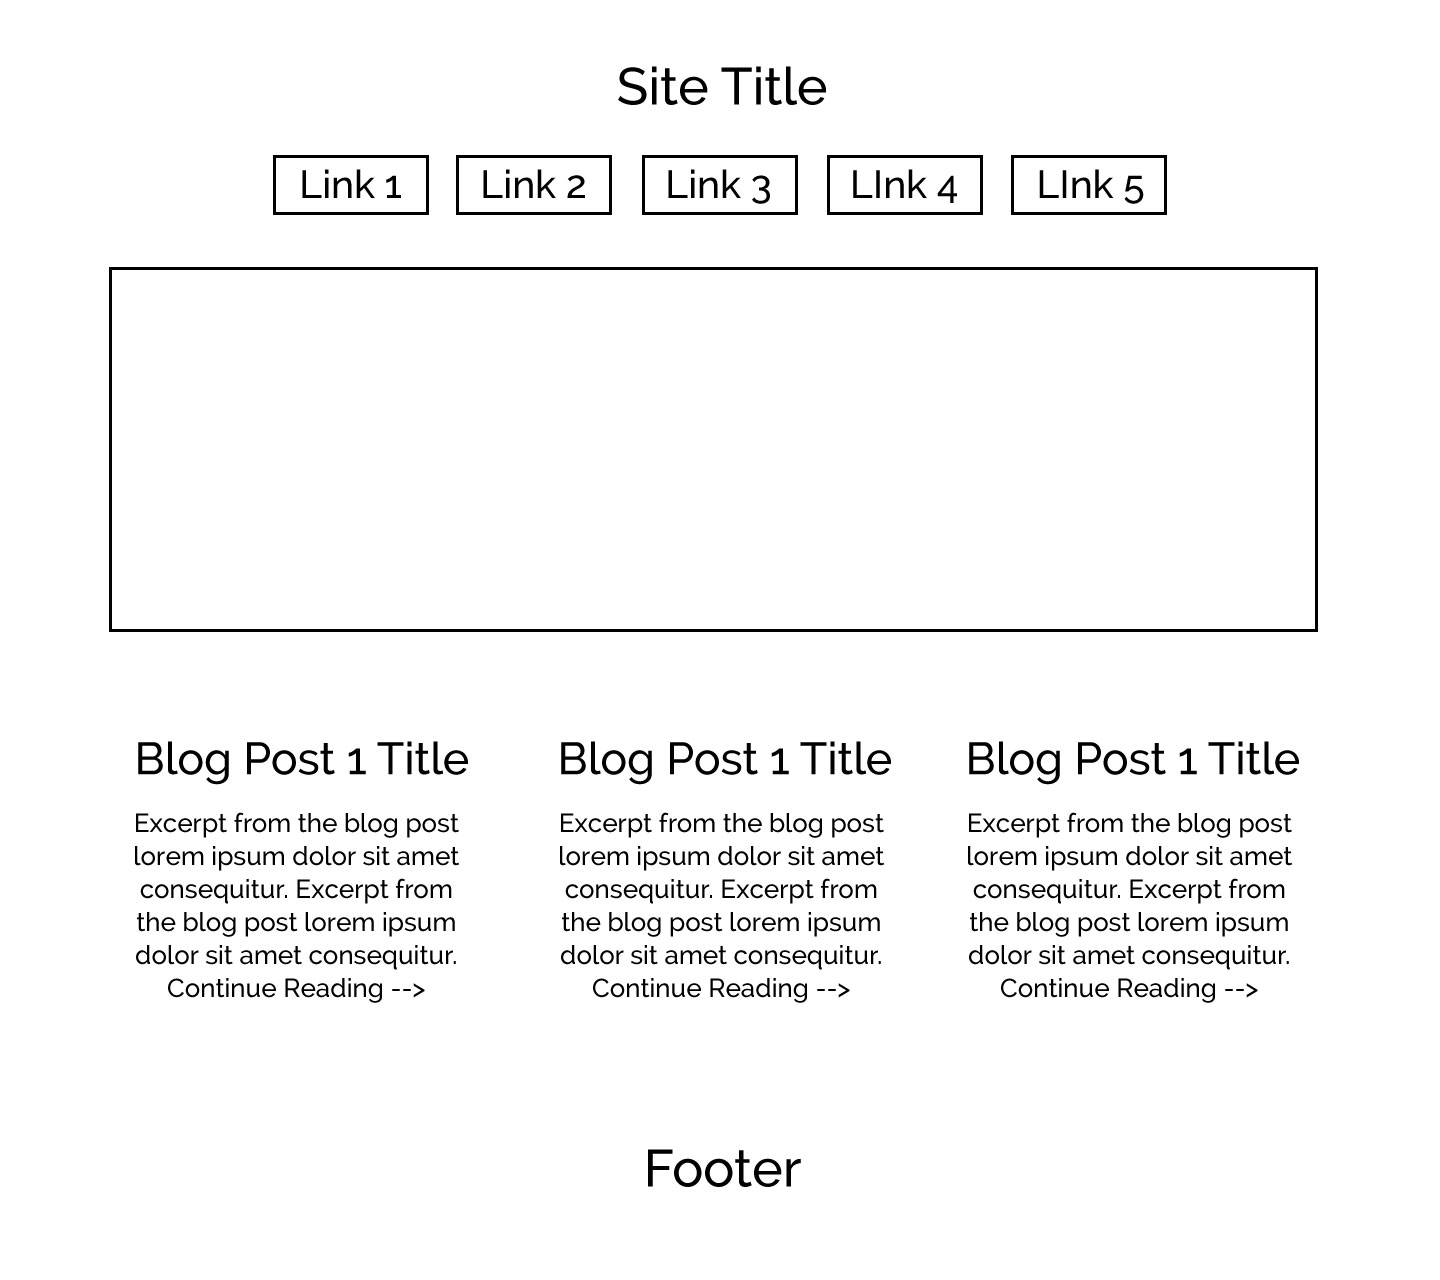 Site Title
Link 1
Link 2
Link 3
LInk 4
LInk 5
Blog Post 1 Title
Excerpt from the blog post
lorem ipsum dolor sit amet
consequitur. Excerpt from
the blog post lorem ipsum
dolor sit amet consequitur.
Continue Reading -->
Blog Post 1 Title
Excerpt from the blog post
lorem ipsum dolor sit amet
consequitur. Excerpt from
the blog post lorem ipsum
dolor sit amet consequitur.
Continue Reading -->
Blog Post 1 Title
Excerpt from the blog post
lorem ipsum dolor sit amet
consequitur. Excerpt from
the blog post lorem ipsum
dolor sit amet consequitur.
Continue Reading -->
Footer